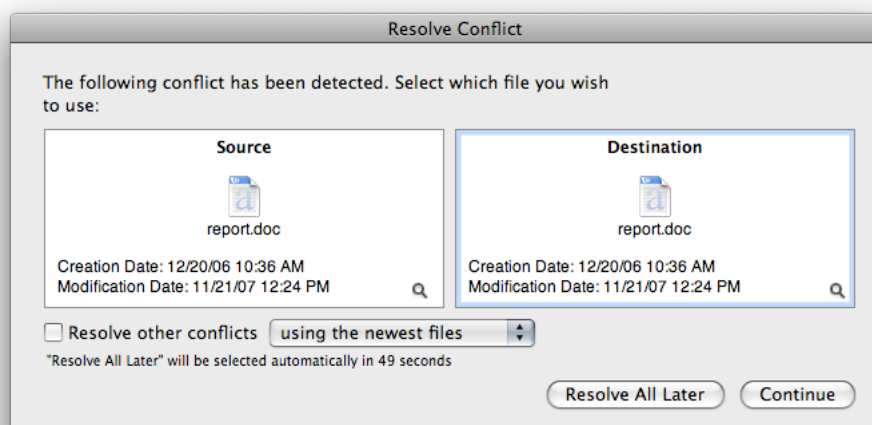 Resolve Conflict
The following conflict has been detected. Select which file you wish
to use:
Source
report.doc
Creation Date: 12/20/06 10:36 AM
Modification Date: 11/21/07 12:24 PM
Destination
report.doc
Creation Date: 12/20/06 10:36 AM
Modification Date: 11/21/07 12:24 PM
Resolve other conflicts using the newest files
"Resolve All Later" will be selected automatically in 49 seconds
Resolve All Later Continue